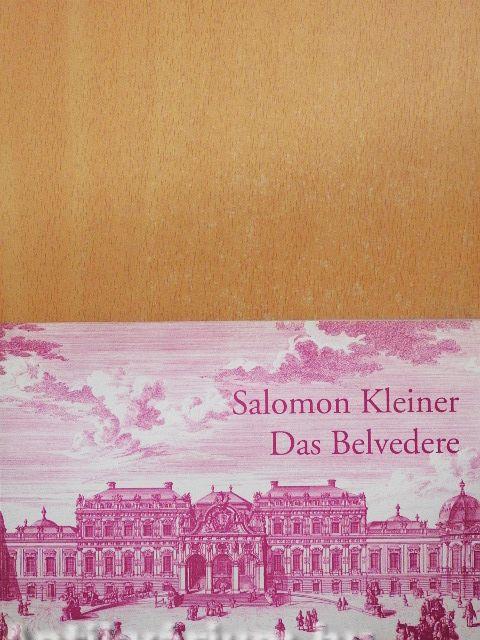 Salomon Kleiner
Das Belvedere